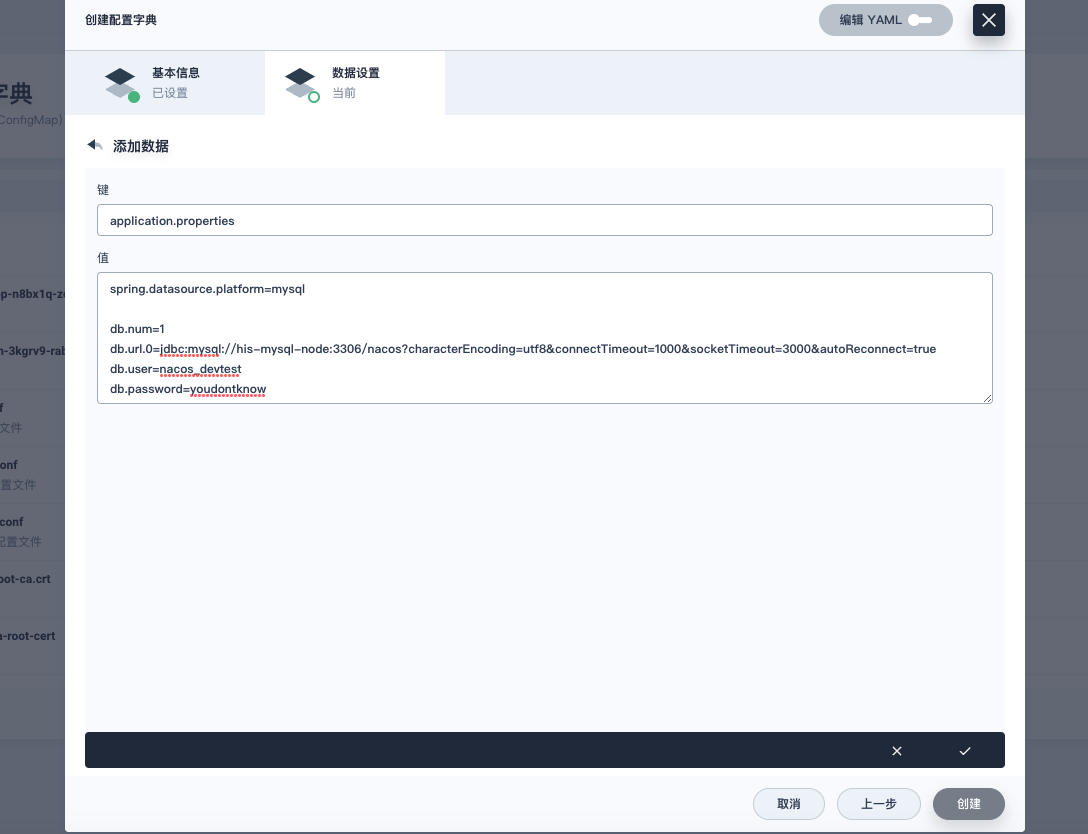 创建配置字典
编辑 YAML
基本信息
已设置
数据设置
当前
字典
ConfigMap)
添加数据
键
application.properties
值
spring.datasource.platform=mysql
db.num=1
db.url.0=jdbc:mysql://his-mysql-node:3306/nacos?characterEncoding=utf8&connectTimeout=1000&socketTimeout=3000&autoReconnect=true
db.user=nacos_devtest
db.password=youdontknow
p-n8bx1q-z
n-3kgrv9-rab
f
文件
onf
置文件
conf
配置文件
oot-ca.crt
a-root-cert
取消
上一步
创建